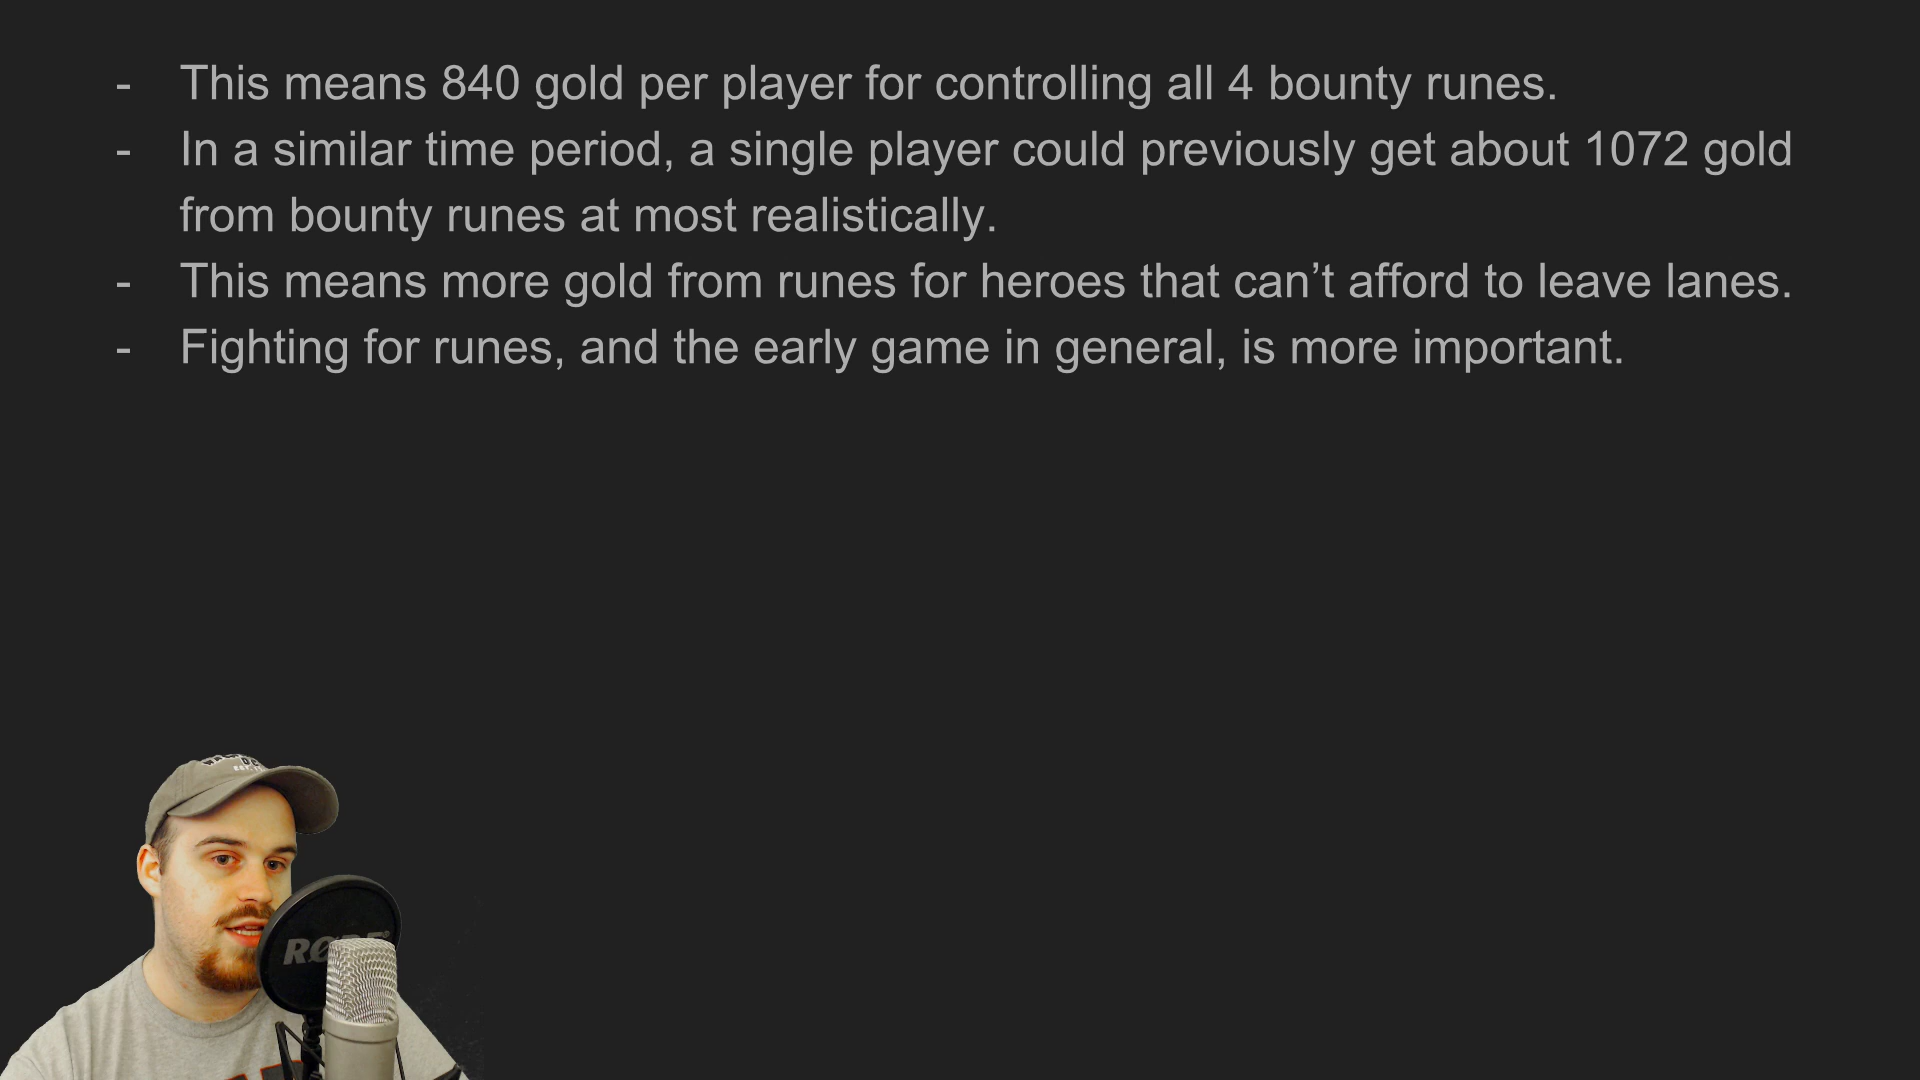 - This means 840 gold per player for controlling all 4 bounty runes.
- In a similar time period, a single player could previously get about 1072 gold
from bounty runes at most realistically.
- This means more gold from runes for heroes that can’t afford to leave lanes.
- Fighting for runes, and the early game in general, is more important.
RØDE